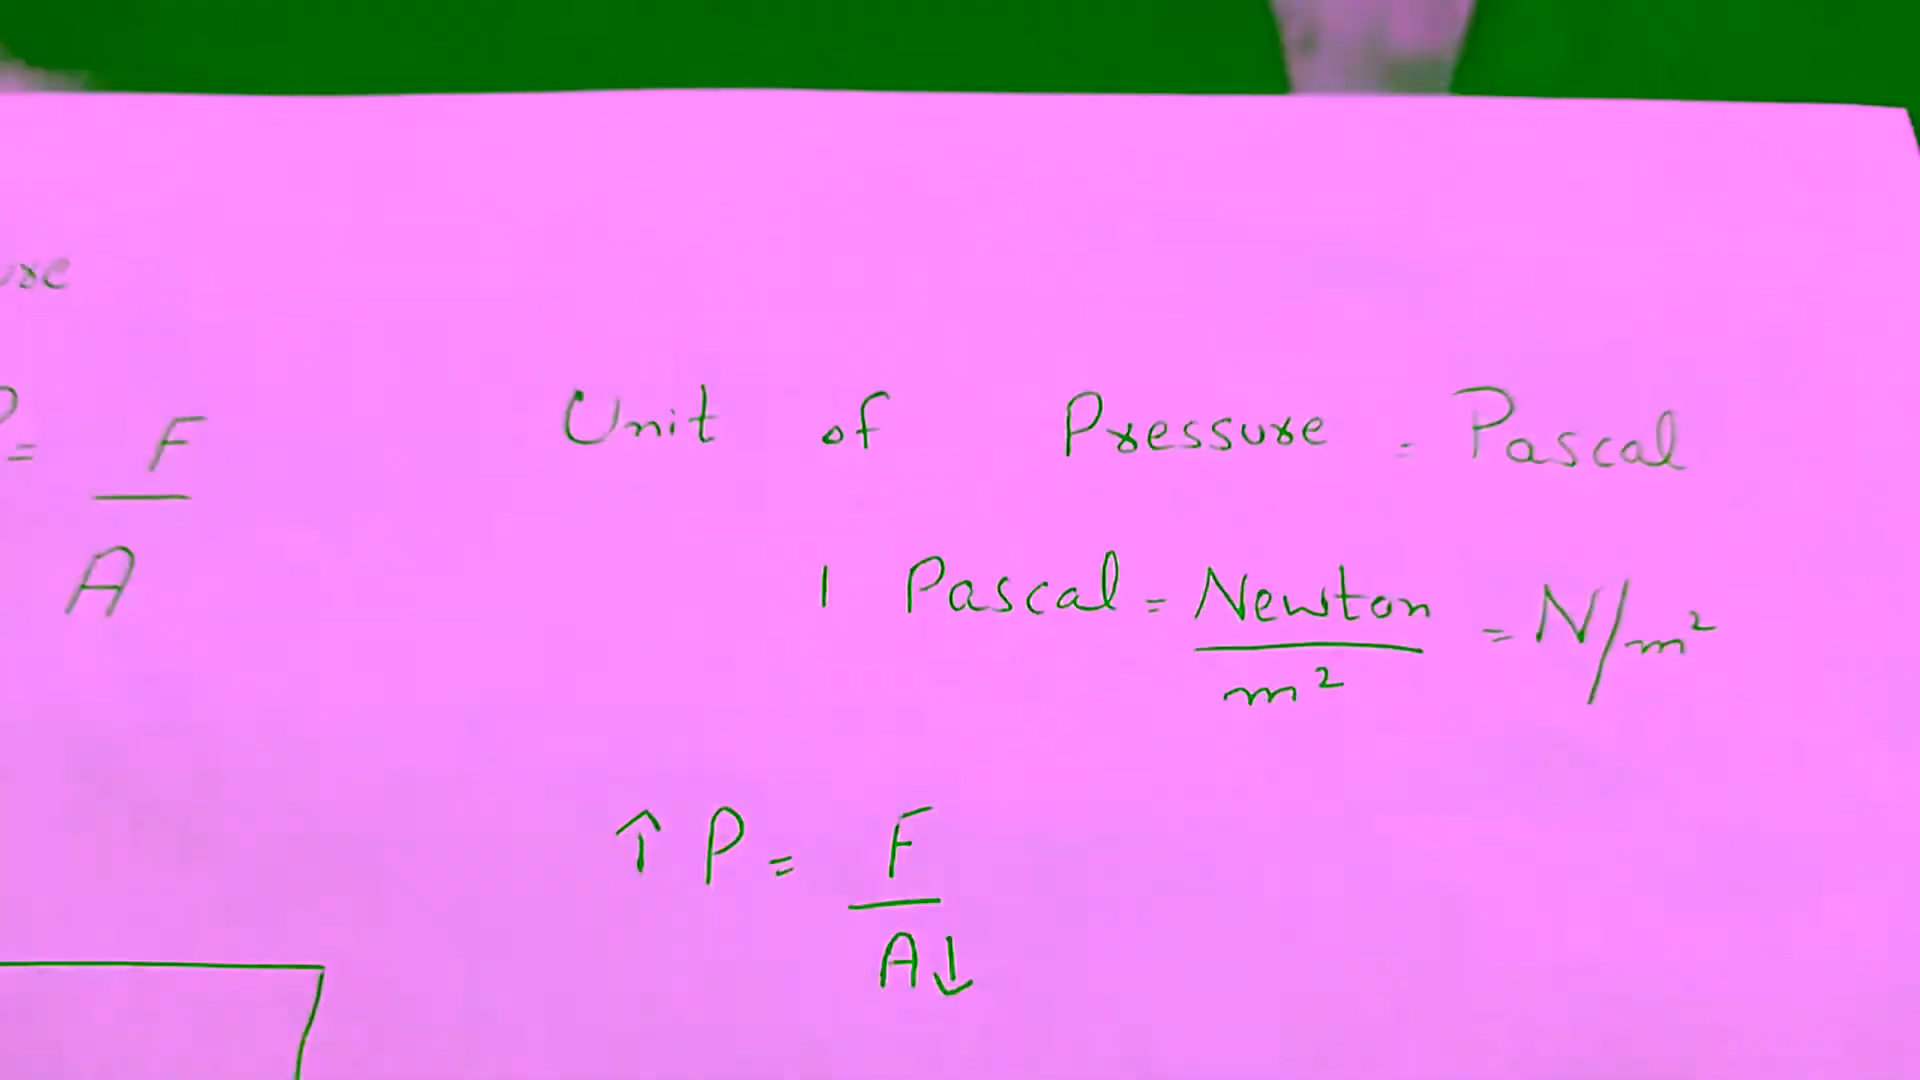 P = F/A
Unit of Pressure = Pascal
1 Pascal = Newton/m² = N/m²
↑ P = F/A↓